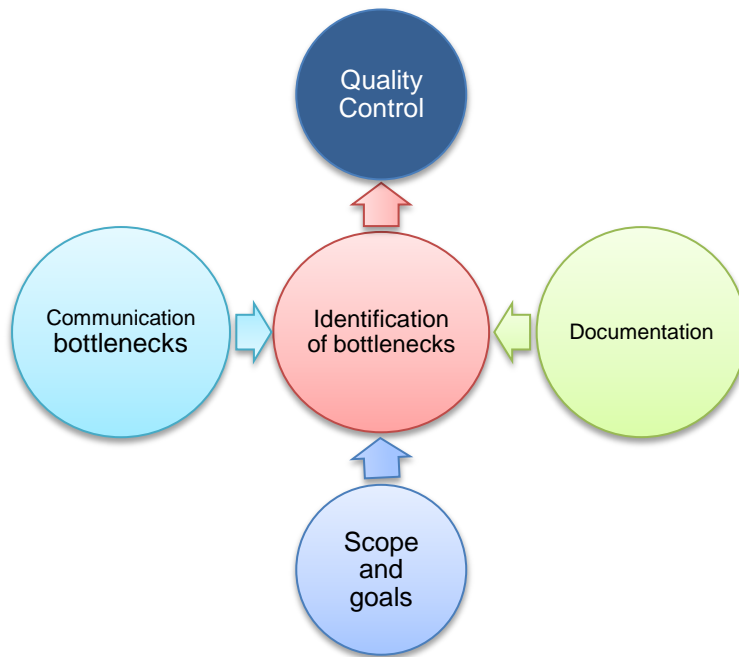 Quality
Control
Communication
bottlenecks
Identification
of bottlenecks
Documentation
Scope
and
goals